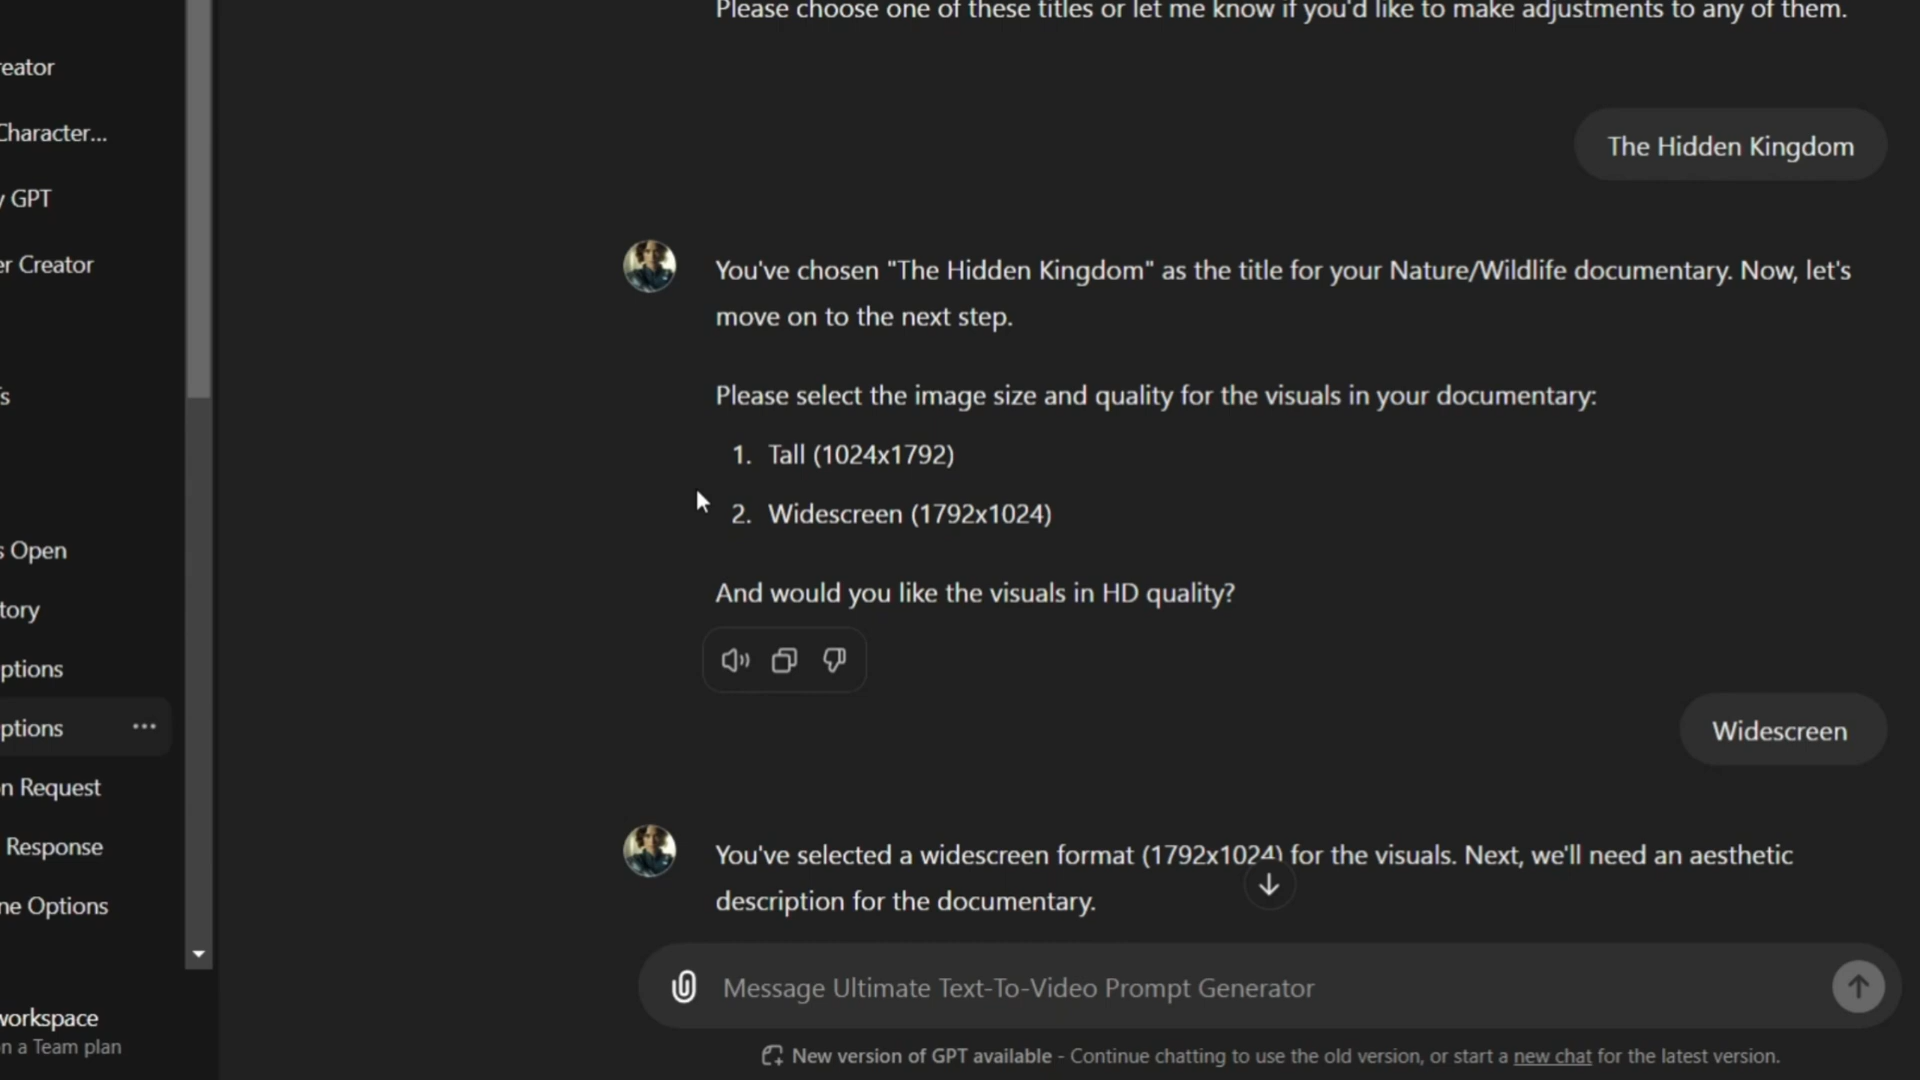 Please choose one of these titles or let me know if you'd like to make adjustments to any of them.
eator
Character...
GPT
er Creator
s
s Open
tory
ptions
ptions
n Request
Response
ne Options
workspace
n a Team plan
The Hidden Kingdom
You've chosen "The Hidden Kingdom" as the title for your Nature/Wildlife documentary. Now, let's
move on to the next step.
Please select the image size and quality for the visuals in your documentary:
1. Tall (1024x1792)
2. Widescreen (1792x1024)
And would you like the visuals in HD quality?
Widescreen
You've selected a widescreen format (1792x1024) for the visuals. Next, we'll need an aesthetic
description for the documentary.
Message Ultimate Text-To-Video Prompt Generator
New version of GPT available - Continue chatting to use the old version, or start a new chat for the latest version.